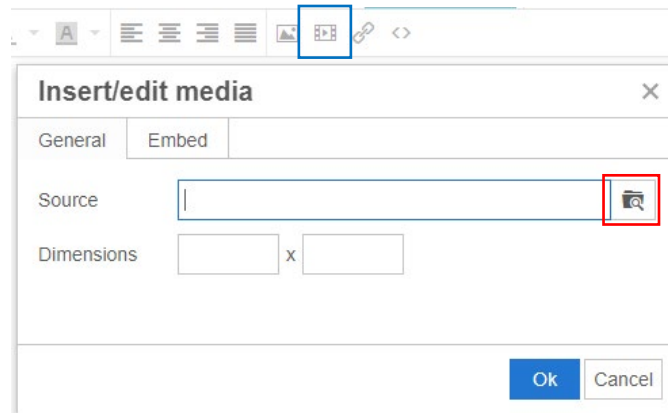 A
Insert/edit media
General Embed
Source
Dimensions x
Ok Cancel